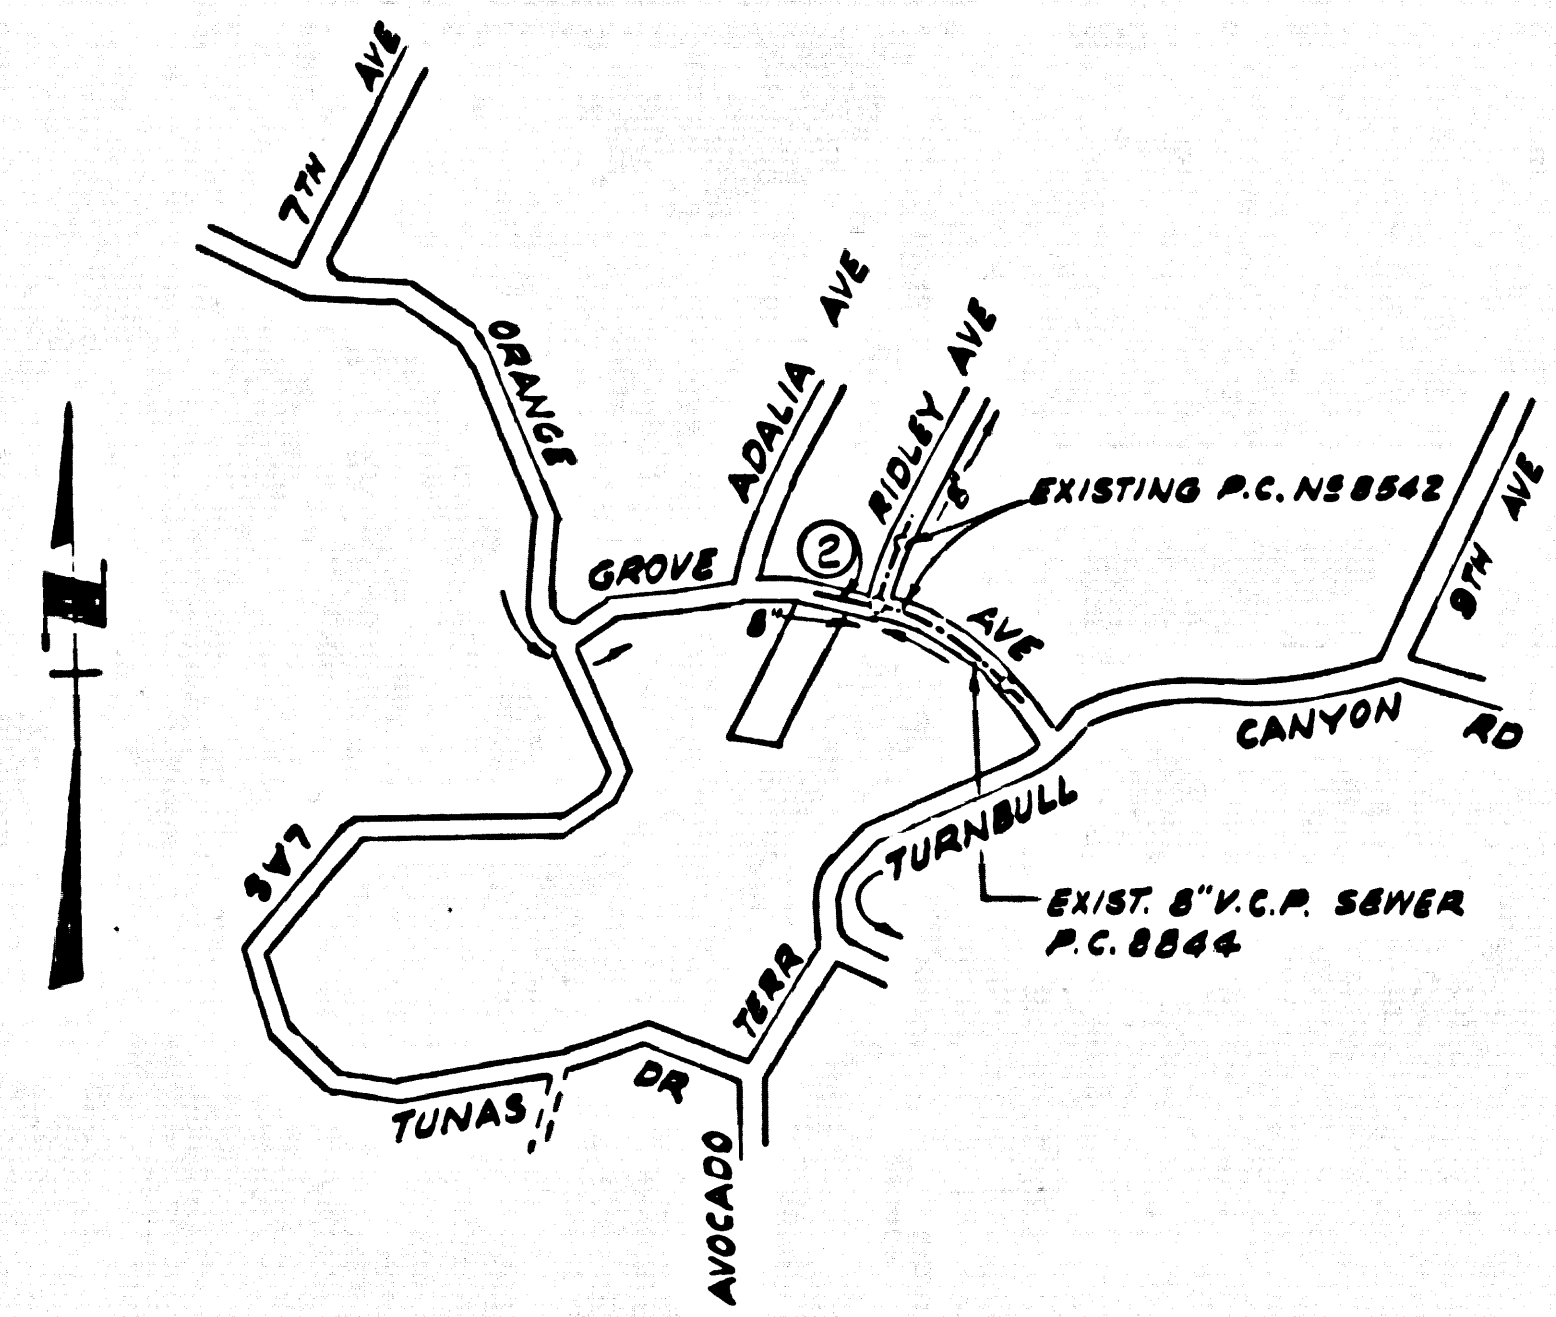 7TH AVE
ORANGE
GROVE
AVE
ADALIA AVE
RIDLEY AVE
2
8"
8"
EXISTING P.C. Nº 8542
9TH AVE
CANYON
RD
TURNBULL
EXIST. 8" V.C.P. SEWER
P.C. 8844
LAS
TUNAS
DR
AVOCADO
TERR
N